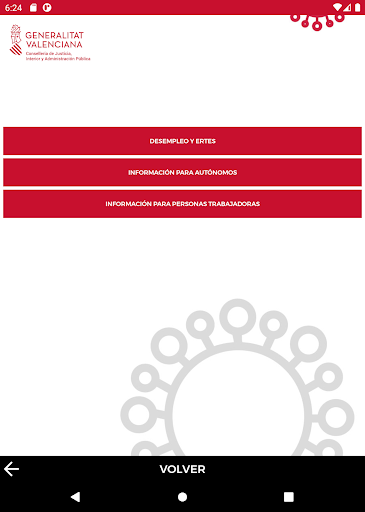 6:24
GENERALITAT
VALENCIANA
Conselleria de Justícia,
Interior y Administración Pública
DESEMPLEO Y ERTES
INFORMACIÓN PARA AUTÓNOMOS
INFORMACIÓN PARA PERSONAS TRABAJADORAS
VOLVER